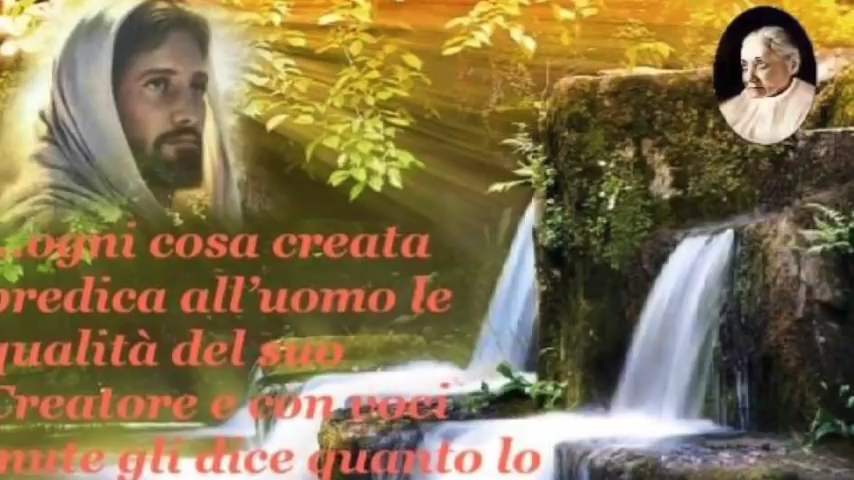 ...ogni cosa creata
predica all'uomo le
qualità del suo
Creatore e con voci
mute gli dice quanto lo